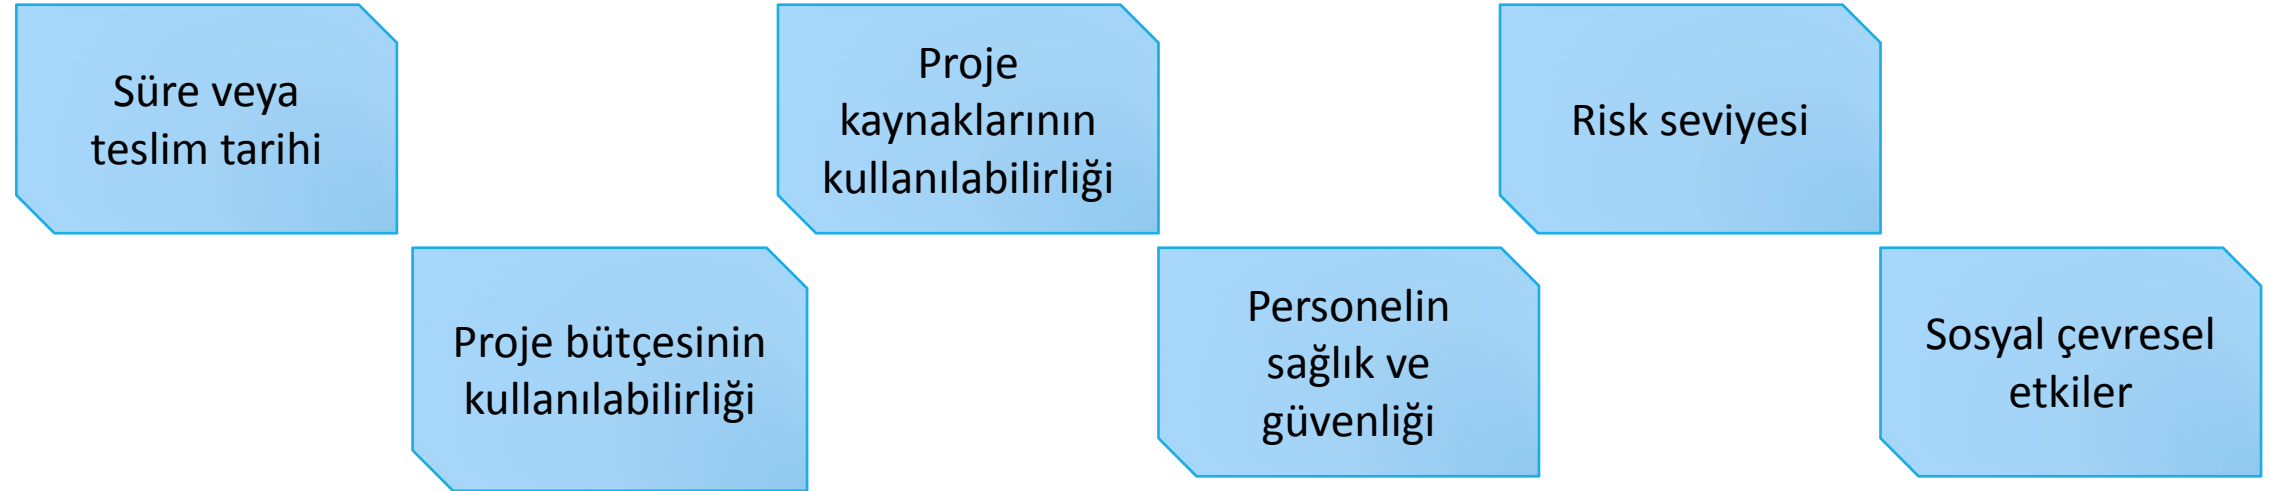 Süre veya
teslim tarihi
Proje bütçesinin
kullanılabilirliği
Proje
kaynaklarının
kullanılabilirliği
Personelin
sağlık ve
güvenliği
Risk seviyesi
Sosyal çevresel
etkiler